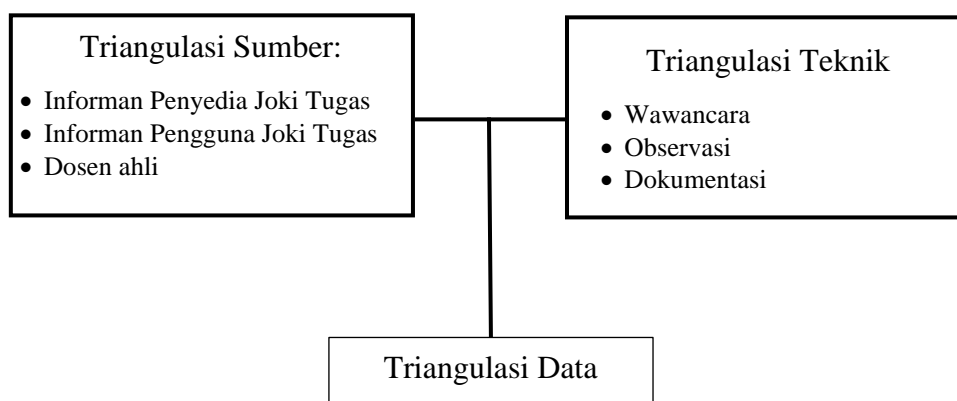 Triangulasi Sumber:
• Informan Penyedia Joki Tugas
• Informan Pengguna Joki Tugas
• Dosen ahli
Triangulasi Teknik
• Wawancara
• Observasi
• Dokumentasi
Triangulasi Data